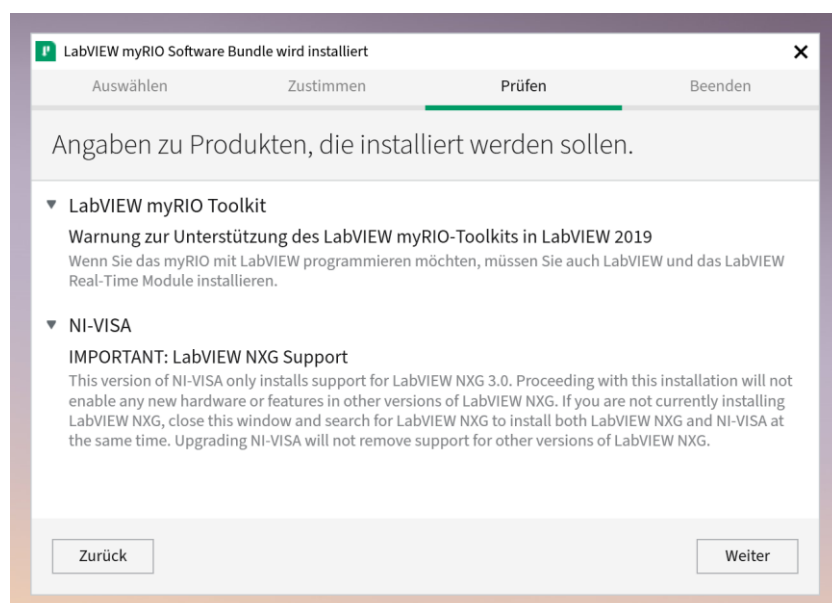 LabVIEW myRIO Software Bundle wird installiert
Auswählen Zustimmen Prüfen Beenden
Angaben zu Produkten, die installiert werden sollen.
LabVIEW myRIO Toolkit
Warnung zur Unterstützung des LabVIEW myRIO-Toolkits in LabVIEW 2019
Wenn Sie das myRIO mit LabVIEW programmieren möchten, müssen Sie auch LabVIEW und das LabVIEW
Real-Time Module installieren.
NI-VISA
IMPORTANT: LabVIEW NXG Support
This version of NI-VISA only installs support for LabVIEW NXG 3.0. Proceeding with this installation will not
enable any new hardware or features in other versions of LabVIEW NXG. If you are not currently installing
LabVIEW NXG, close this window and search for LabVIEW NXG to install both LabVIEW NXG and NI-VISA at
the same time. Upgrading NI-VISA will not remove support for other versions of LabVIEW NXG.
Zurück Weiter